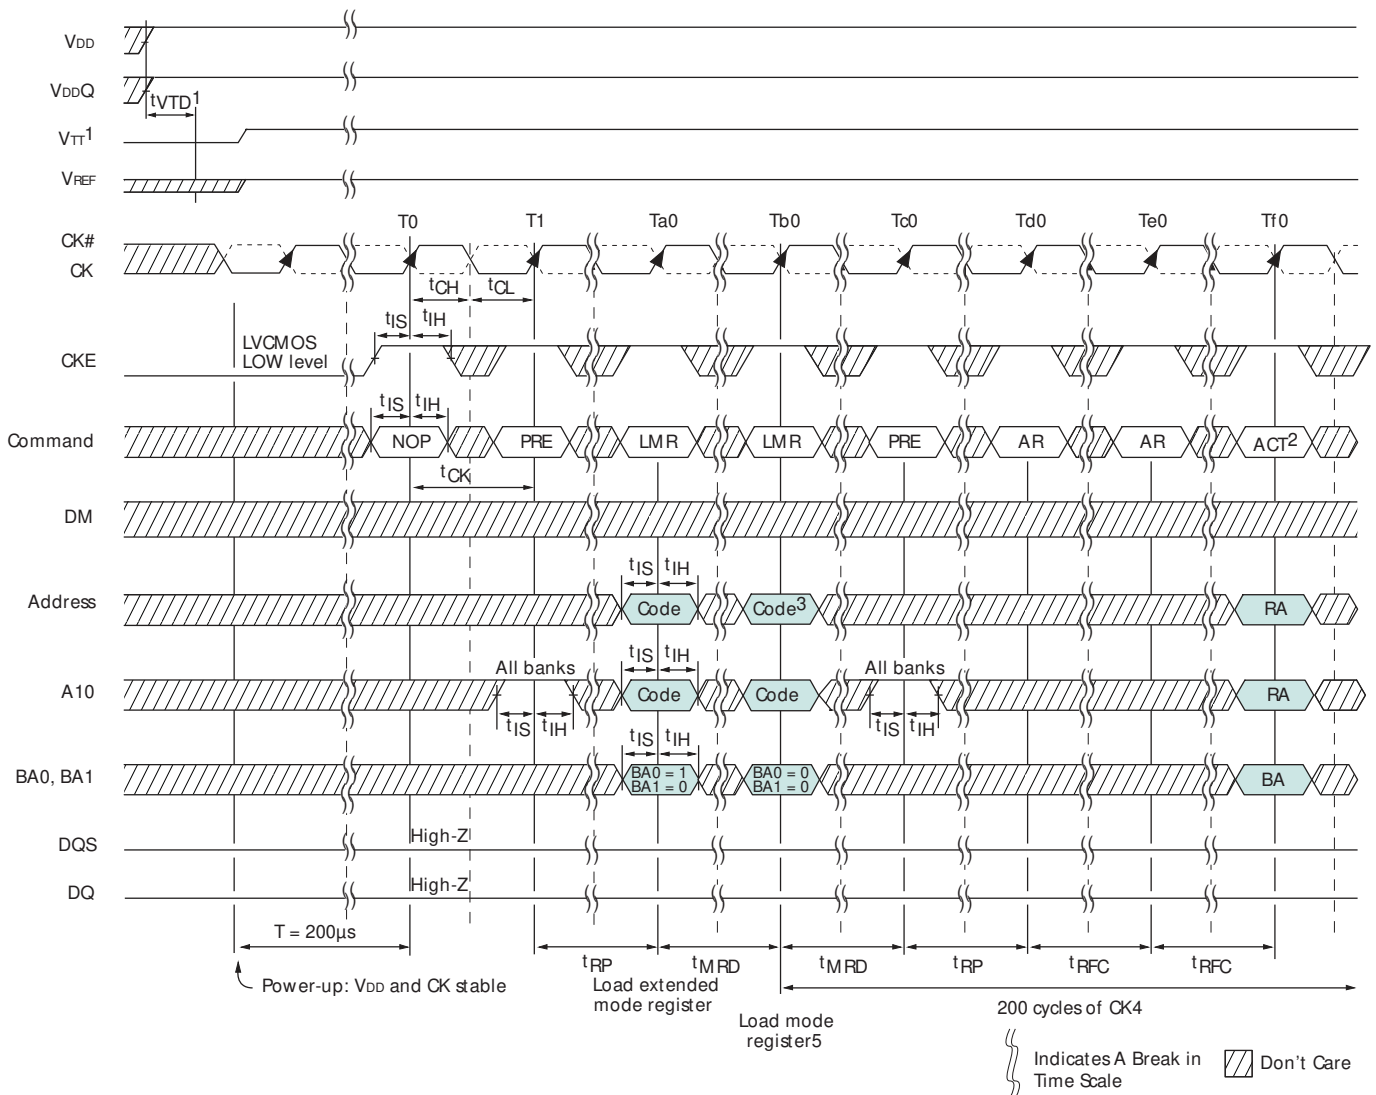 VDD
VDDQ
tVTD1
VTT1
VREF
T0 T1 Ta0 Tb0 Tc0 Td0 Te0 Tf0
CK#
CK
tCH tCL
tIS tIH
LVCMOS
LOW level
CKE
tIS tIH
Command NOP PRE LMR LMR PRE AR AR ACT2
tCK
DM
tIS tIH
Address Code Code3 RA
All banks tIS tIH All banks
A10 Code Code RA
tIS tIH tIS tIH
tIS tIH
BA0, BA1 BA0 = 1 BA0 = 0 BA
BA1 = 0 BA1 = 0
DQS High-Z
DQ High-Z
T = 200µs
tRP tMRD tMRD tRP tRFC tRFC
Power-up: VDD and CK stable
Load extended
mode register
200 cycles of CK4
Load mode
register5
Indicates A Break in
Time Scale
Don't Care